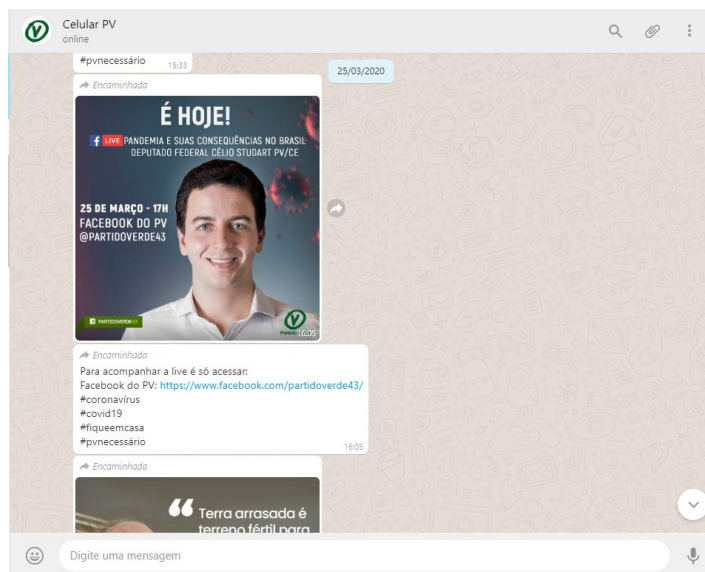 Celular PV
online
#pvnecessário
15:33
25/03/2020
Encaminhada
É HOJE!
f LIVE PANDEMIA E SUAS CONSEQUÊNCIAS NO BRASIL
DEPUTADO FEDERAL CÉLIO STUDART PV/CE
25 DE MARÇO - 17H
FACEBOOK DO PV
@PARTIDOVERDE43
f PARTIDOVERDE43
V
Encaminhada
Para acompanhar a live é só acessar:
Facebook do PV: https://www.facebook.com/partidoverde43/
#coronavírus
#covid19
#fiqueemcasa
#pvnecessário
16:05
Encaminhada
“ Terra arrasada é
terreno fértil para
Digite uma mensagem